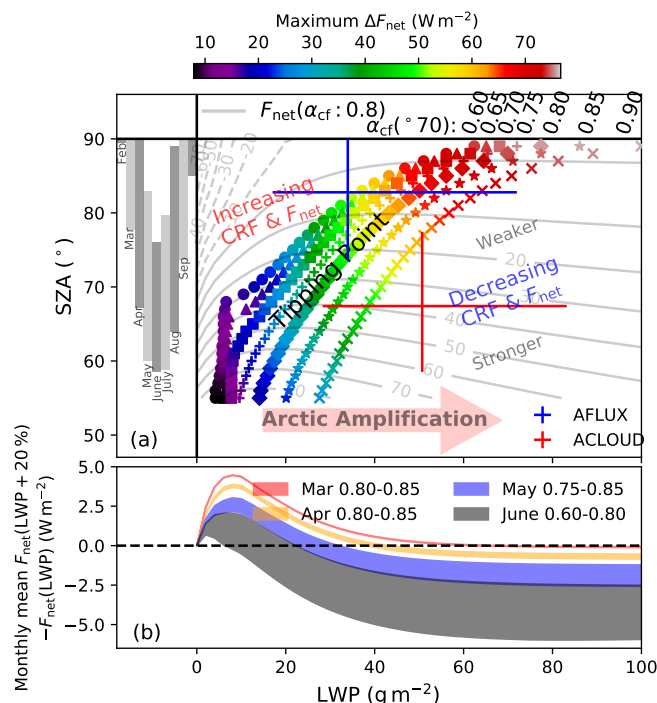 Maximum ΔF_net (W m⁻²)
10 20 30 40 50 60 70
F_net(α_cf : 0.8)
α_cf(°70):
0.60 0.65 0.70 0.75 0.80 0.85 0.90
SZA (°)
90
80
70
60
50
Feb
Mar
Apr
May
June
July
Aug
Sep
Increasing
CRF & F_net
Tipping Point
Weaker
Decreasing
CRF & F_net
Stronger
20
40
50
60
70
Arctic Amplification
AFLUX
ACLOUD
(a)
Monthly mean F_net(LWP + 20 %)
−F_net(LWP) (W m⁻²)
5.0
2.5
0.0
−2.5
−5.0
Mar 0.80-0.85
Apr 0.80-0.85
May 0.75-0.85
June 0.60-0.80
(b)
0 20 40 60 80 100
LWP (g m⁻²)